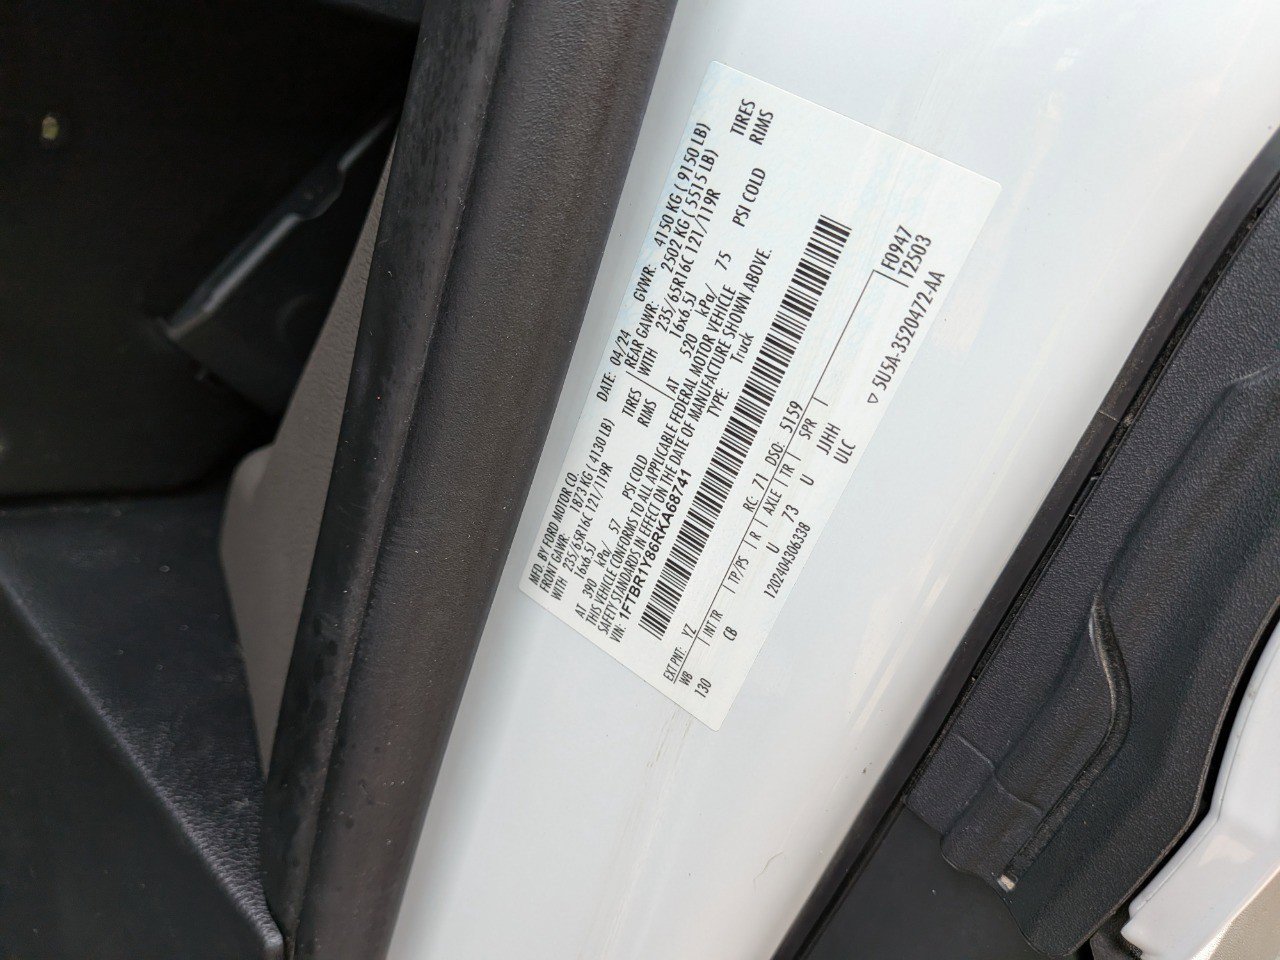 MFD. BY FORD MOTOR CO. DATE: 04/24 GVWR: 4150 KG ( 9150 LB)
FRONT GAWR: 1873 KG ( 4130 LB) REAR GAWR: 2502 KG ( 5515 LB)
WITH 235/65R16C 121/119R TIRES WITH 235/65R16C 121/119R TIRES
16x6.5J RIMS 16x6.5J RIMS
AT 390 kPa/ 57 PSI COLD AT 520 kPa/ 75 PSI COLD
THIS VEHICLE CONFORMS TO ALL APPLICABLE FEDERAL MOTOR VEHICLE
SAFETY STANDARDS IN EFFECT ON THE DATE OF MANUFACTURE SHOWN ABOVE.
VIN: 1FTBR1Y86RKA68741 TYPE: Truck
EXT PNT: YZ RC: 71 DSO: 5159 F0947
WB INT TR TP/PS R AXLE TR SPR T2503
130 CB U 73 U JHH
1202404306338 ULC
▽ 5U5A-3520472-AA